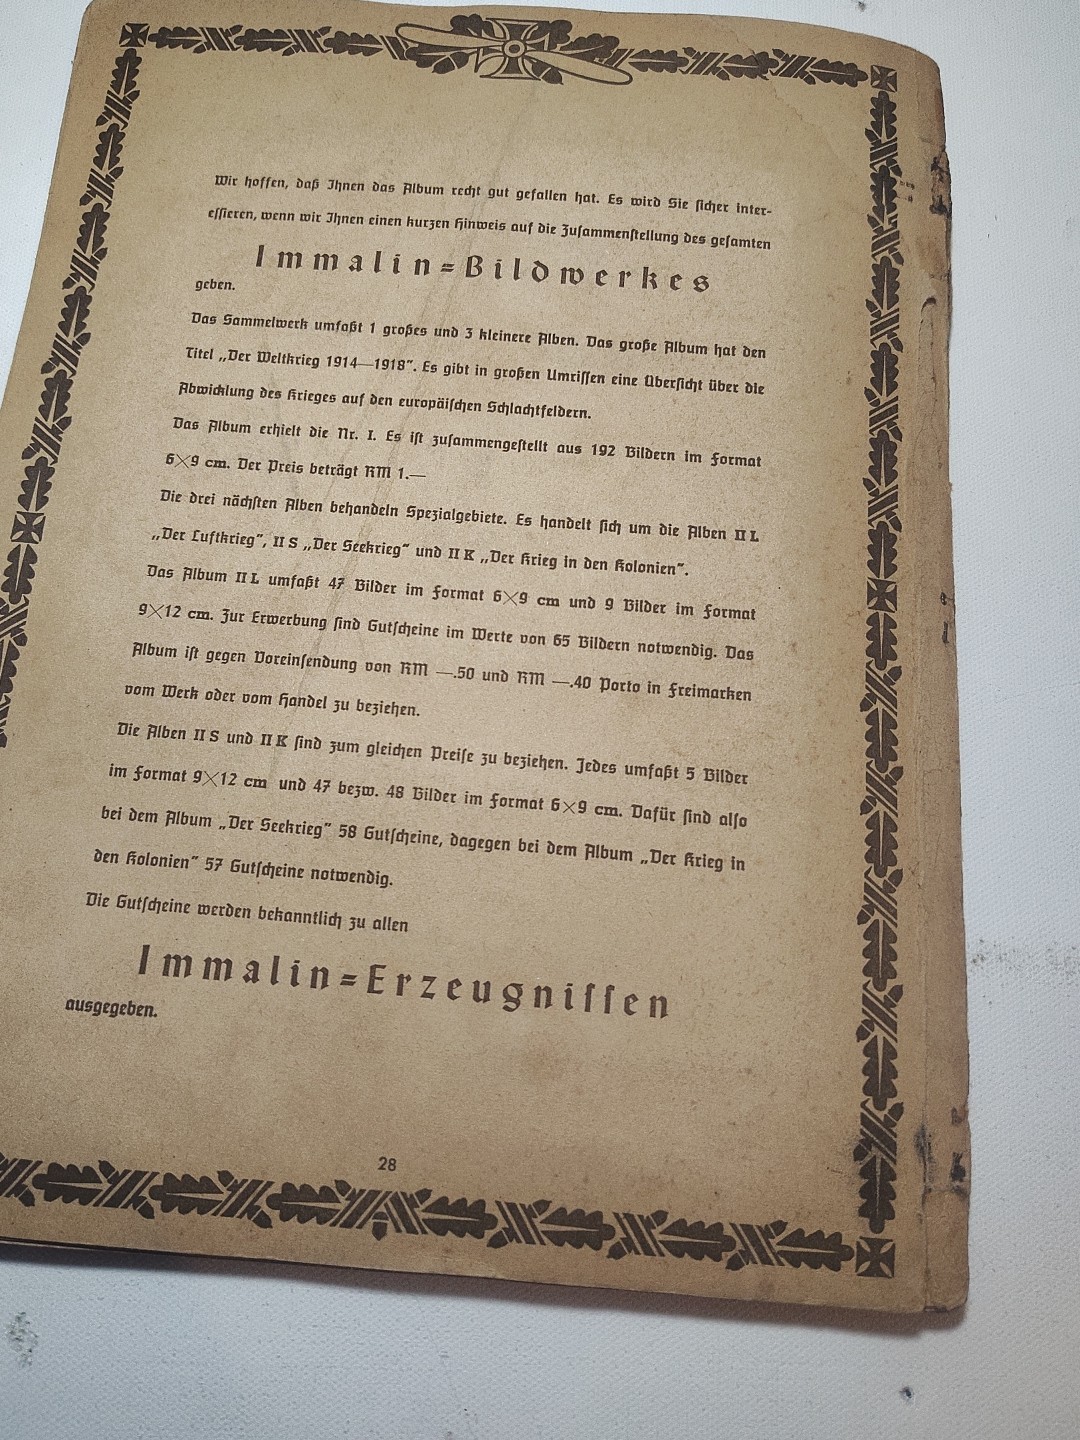 Wir hoffen, daß Ihnen das Album recht gut gefallen hat. Es wird Sie ſicher inter-
eſſieren, wenn wir Ihnen einen kurzen Hinweis auf die Zuſammenſtellung des geſamten
Immalin=Bildwerkes
geben.
Das Sammelwerk umfaßt 1 großes und 3 kleinere Alben. Das große Album hat den
Titel „Der Weltkrieg 1914—1918“. Es gibt in großen Umriſſen eine Überſicht über die
Abwicklung des Krieges auf den europäiſchen Schlachtfeldern.
Das Album erhielt die Nr. I. Es iſt zuſammengeſtellt aus 192 Bildern im Format
6×9 cm. Der Preis beträgt RM 1.—
Die drei nächſten Alben behandeln Spezialgebiete. Es handelt ſich um die Alben II L
„Der Luftkrieg“, II S „Der Seekrieg“ und II K „Der Krieg in den Kolonien“.
Das Album II L umfaßt 47 Bilder im Format 6×9 cm und 9 Bilder im Format
9×12 cm. Zur Erwerbung ſind Gutſcheine im Werte von 65 Bildern notwendig. Das
Album iſt gegen Voreinſendung von RM —.50 und RM —.40 Porto in Freimarken
vom Werk oder vom Handel zu beziehen.
Die Alben II S und II K ſind zum gleichen Preiſe zu beziehen. Jedes umfaßt 5 Bilder
im Format 9×12 cm und 47 bezw. 48 Bilder im Format 6×9 cm. Dafür ſind alſo
bei dem Album „Der Seekrieg“ 58 Gutſcheine, dagegen bei dem Album „Der Krieg in
den Kolonien“ 57 Gutſcheine notwendig.
Die Gutſcheine werden bekanntlich zu allen
Immalin=Erzeugniſſen
ausgegeben.
28